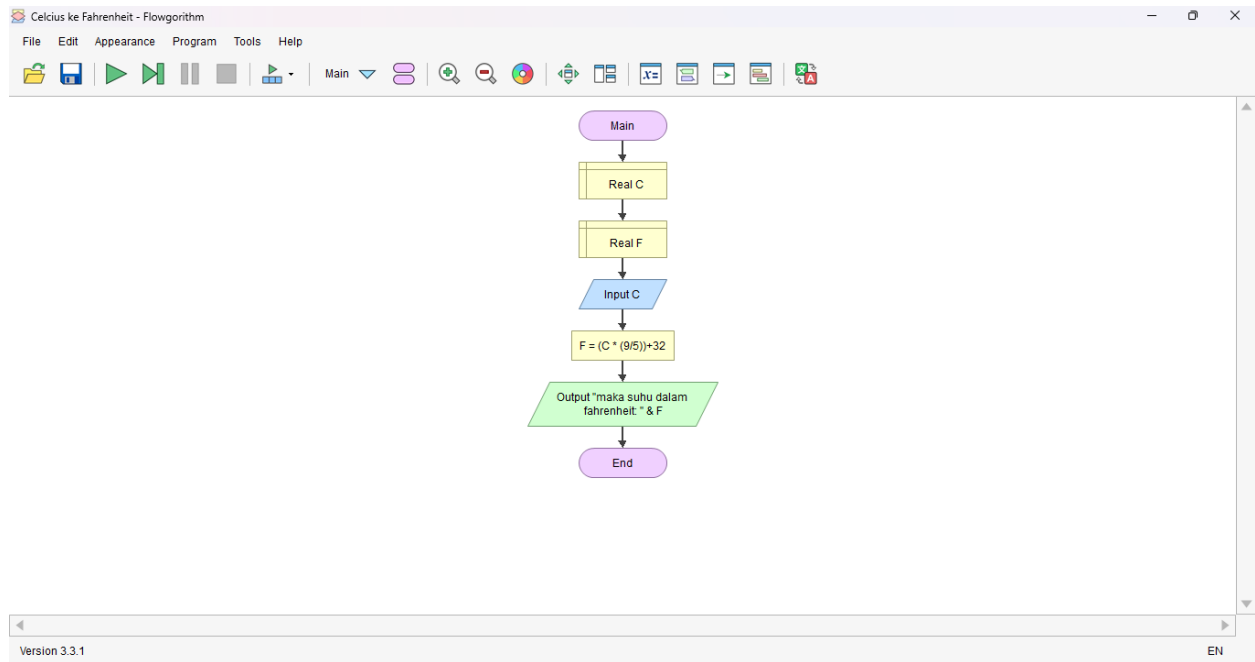 Celcius ke Fahrenheit - Flowgorithm
File Edit Appearance Program Tools Help
Main
x=
A
Main
Real C
Real F
Input C
F = (C * (9/5))+32
Output "maka suhu dalam
fahrenheit: " & F
End
Version 3.3.1
EN